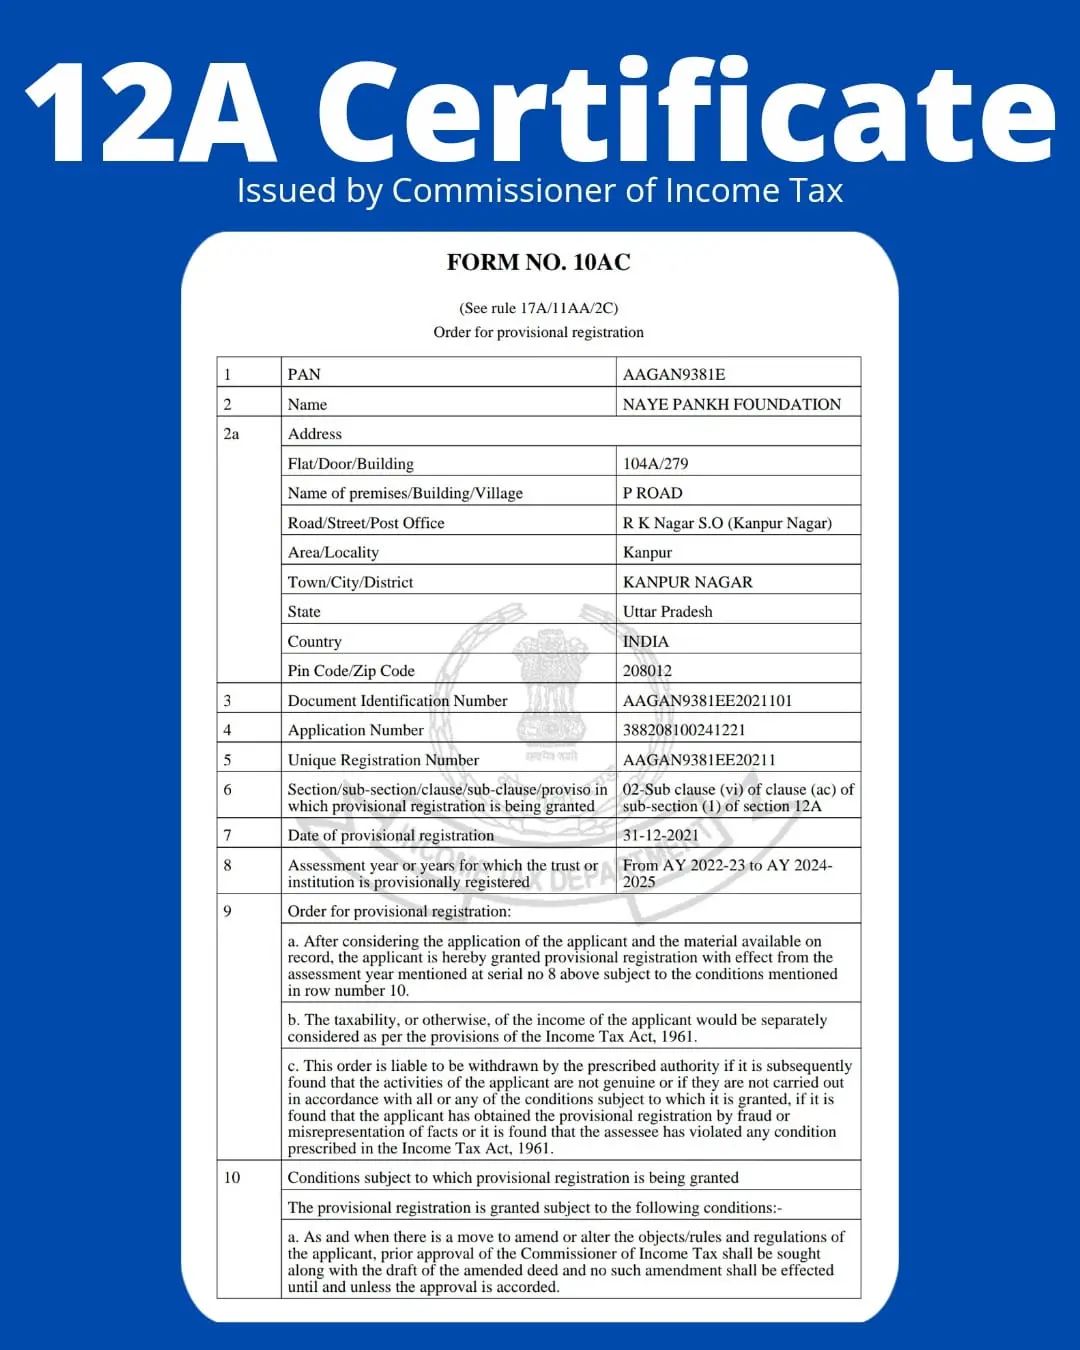 12A Certificate
Issued by Commissioner of Income Tax
FORM NO. 10AC
(See rule 17A/11AA/2C)
Order for provisional registration
1 PAN AAGAN9381E
2 Name NAYE PANKH FOUNDATION
2a Address
Flat/Door/Building 104A/279
Name of premises/Building/Village P ROAD
Road/Street/Post Office R K Nagar S.O (Kanpur Nagar)
Area/Locality Kanpur
Town/City/District KANPUR NAGAR
State Uttar Pradesh
Country INDIA
Pin Code/Zip Code 208012
3 Document Identification Number AAGAN9381EE2021101
4 Application Number 388208100241221
5 Unique Registration Number AAGAN9381EE20211
सत्यमेव जयते
6 Section/sub-section/clause/sub-clause/proviso in 02-Sub clause (vi) of clause (ac) of
which provisional registration is being granted sub-section (1) of section 12A
7 Date of provisional registration 31-12-2021
8 Assessment year or years for which the trust or From AY 2022-23 to AY 2024-
institution is provisionally registered 2025
INCOME TAX DEPARTMENT
9 Order for provisional registration:
a. After considering the application of the applicant and the material available on
record, the applicant is hereby granted provisional registration with effect from the
assessment year mentioned at serial no 8 above subject to the conditions mentioned
in row number 10.
b. The taxability, or otherwise, of the income of the applicant would be separately
considered as per the provisions of the Income Tax Act, 1961.
c. This order is liable to be withdrawn by the prescribed authority if it is subsequently
found that the activities of the applicant are not genuine or if they are not carried out
in accordance with all or any of the conditions subject to which it is granted, if it is
found that the applicant has obtained the provisional registration by fraud or
misrepresentation of facts or it is found that the assessee has violated any condition
prescribed in the Income Tax Act, 1961.
10 Conditions subject to which provisional registration is being granted
The provisional registration is granted subject to the following conditions:-
a. As and when there is a move to amend or alter the objects/rules and regulations of
the applicant, prior approval of the Commissioner of Income Tax shall be sought
along with the draft of the amended deed and no such amendment shall be effected
until and unless the approval is accorded.